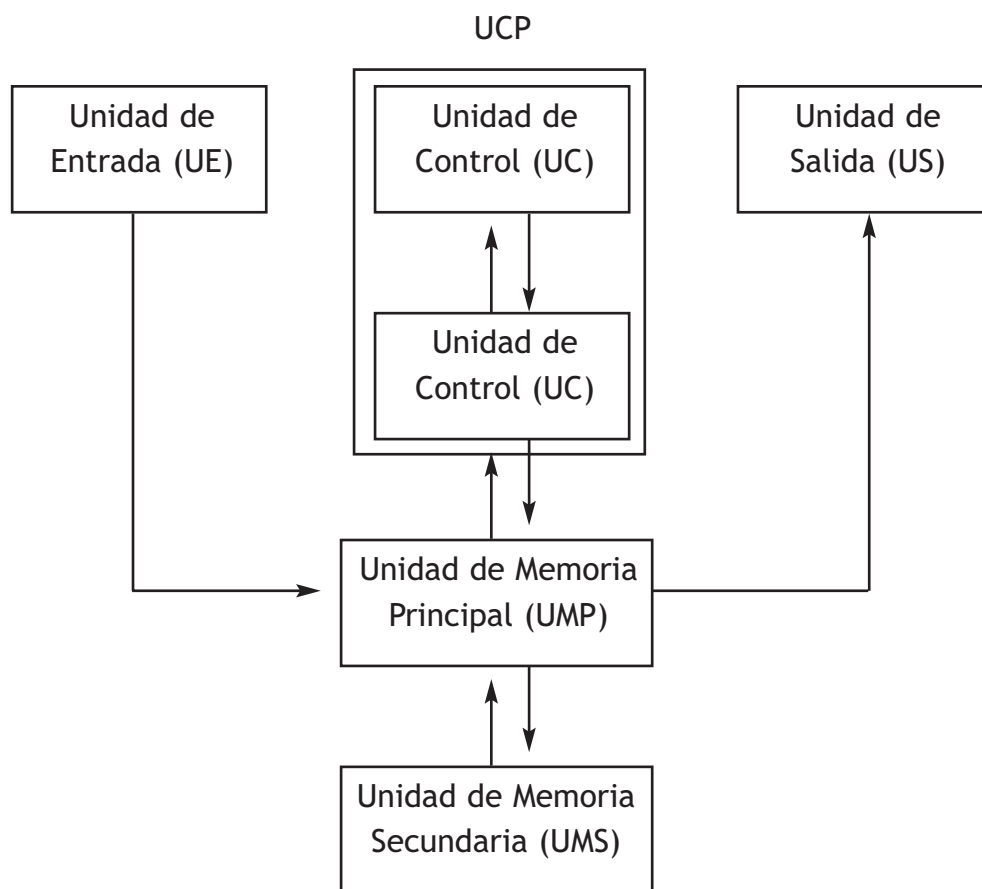 UCP
Unidad de
Entrada (UE)
Unidad de
Control (UC)
Unidad de
Salida (US)
Unidad de
Control (UC)
Unidad de Memoria
Principal (UMP)
Unidad de Memoria
Secundaria (UMS)